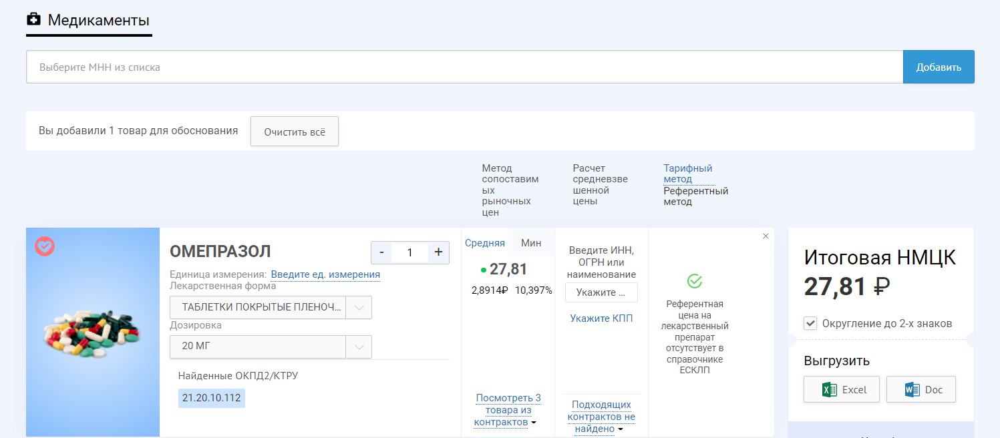 Медикаменты
Выберите МНН из списка
Добавить
Вы добавили 1 товар для обоснования
Очистить всё
Метод
сопоставим
ых
рыночных
цен
Расчет
средневзве
шенной
цены
Тарифный
метод
Референтный
метод
ОМЕПРАЗОЛ
- 1 +
Единица измерения: Введите ед. измерения
Лекарственная форма
ТАБЛЕТКИ ПОКРЫТЫЕ ПЛЕНОЧ...
Дозировка
20 МГ
Найденные ОКПД2/КТРУ
21.20.10.112
Средняя Мин
27,81
2,8914₽ 10,397%
Посмотреть 3
товара из
контрактов
Введите ИНН,
ОГРН или
наименование
Укажите ...
Укажите КПП
Подходящих
контрактов не
найдено
Референтная
цена на
лекарственный
препарат
отсутствует в
справочнике
ЕСКЛП
Итоговая НМЦК
27,81 ₽
Округление до 2-х знаков
Выгрузить
Excel
Doc